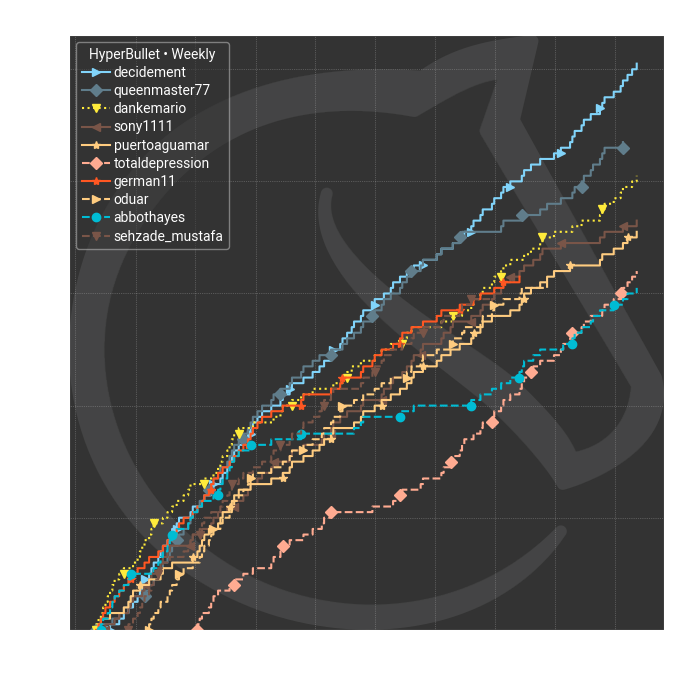 HyperBullet • Weekly
decidement
queenmaster77
dankemario
sony1111
puertoaguamar
totaldepression
german11
oduar
abbothayes
sehzade_mustafa